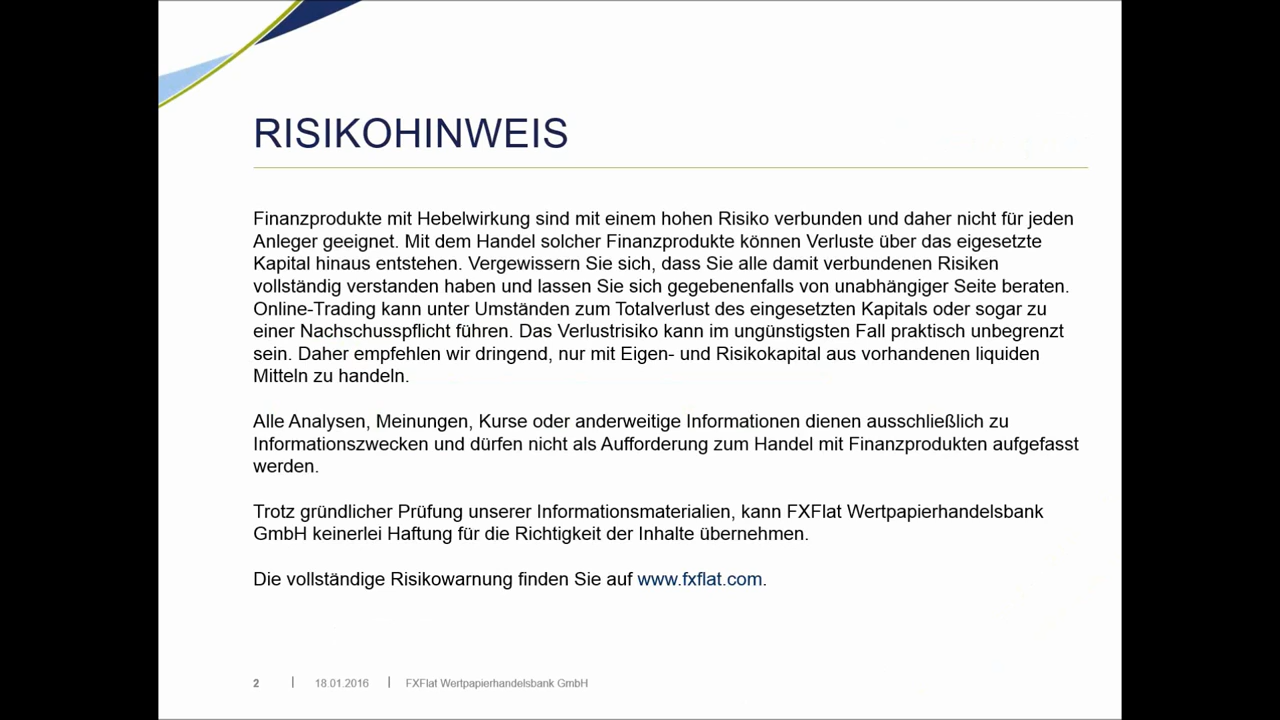 RISIKOHINWEIS
Finanzprodukte mit Hebelwirkung sind mit einem hohen Risiko verbunden und daher nicht für jeden
Anleger geeignet. Mit dem Handel solcher Finanzprodukte können Verluste über das eigesetzte
Kapital hinaus entstehen. Vergewissern Sie sich, dass Sie alle damit verbundenen Risiken
vollständig verstanden haben und lassen Sie sich gegebenenfalls von unabhängiger Seite beraten.
Online-Trading kann unter Umständen zum Totalverlust des eingesetzten Kapitals oder sogar zu
einer Nachschusspflicht führen. Das Verlustrisiko kann im ungünstigsten Fall praktisch unbegrenzt
sein. Daher empfehlen wir dringend, nur mit Eigen- und Risikokapital aus vorhandenen liquiden
Mitteln zu handeln.
Alle Analysen, Meinungen, Kurse oder anderweitige Informationen dienen ausschließlich zu
Informationszwecken und dürfen nicht als Aufforderung zum Handel mit Finanzprodukten aufgefasst
werden.
Trotz gründlicher Prüfung unserer Informationsmaterialien, kann FXFlat Wertpapierhandelsbank
GmbH keinerlei Haftung für die Richtigkeit der Inhalte übernehmen.
Die vollständige Risikowarnung finden Sie auf www.fxflat.com.
2 | 18.01.2016 | FXFlat Wertpapierhandelsbank GmbH